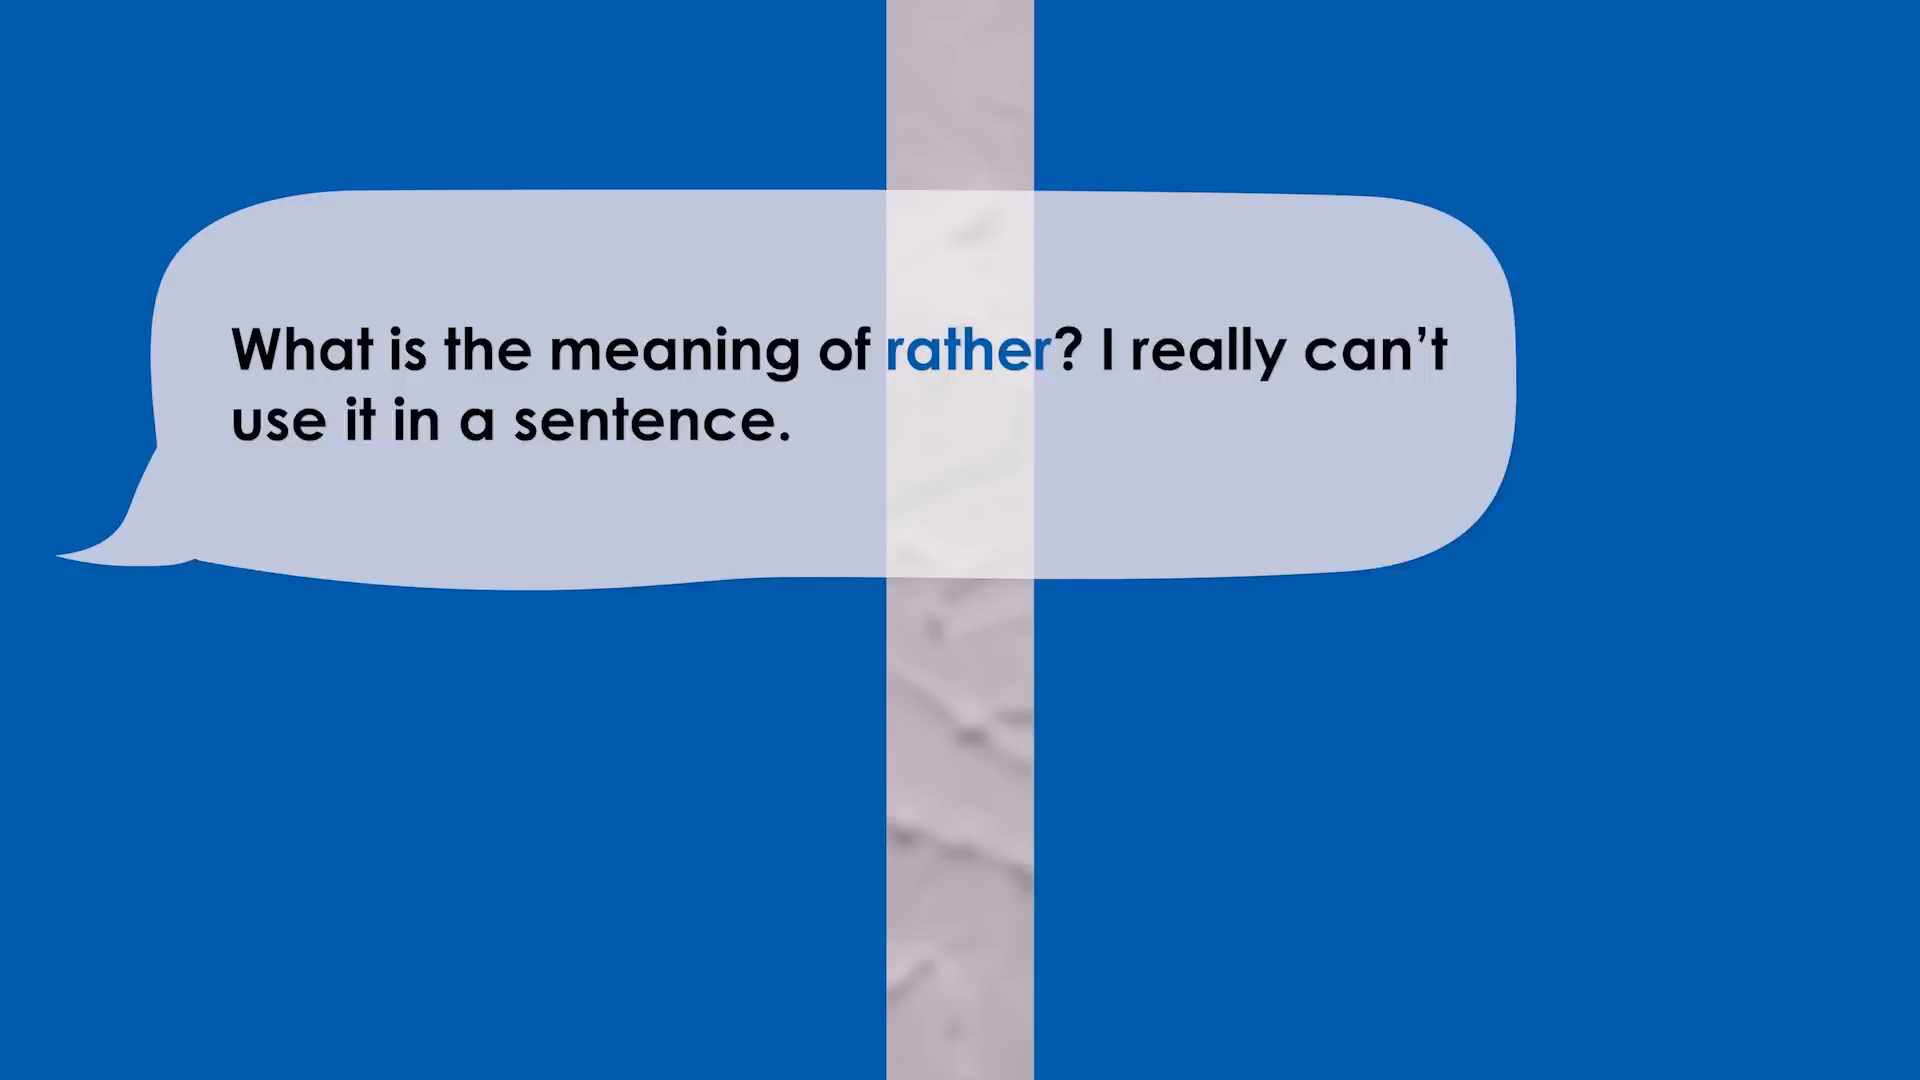 What is the meaning of rather? I really can’t
use it in a sentence.